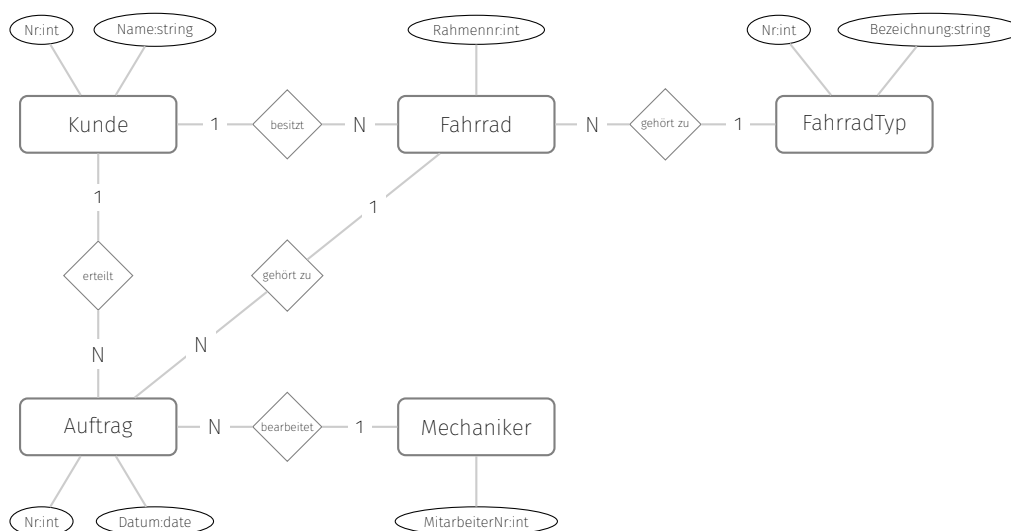 Nr:int
Name:string
Rahmennr:int
Nr:int
Bezeichnung:string
Kunde
1
besitzt
N
Fahrrad
N
gehört zu
1
FahrradTyp
1
1
erteilt
gehört zu
N
N
Auftrag
N
bearbeitet
1
Mechaniker
Nr:int
Datum:date
MitarbeiterNr:int